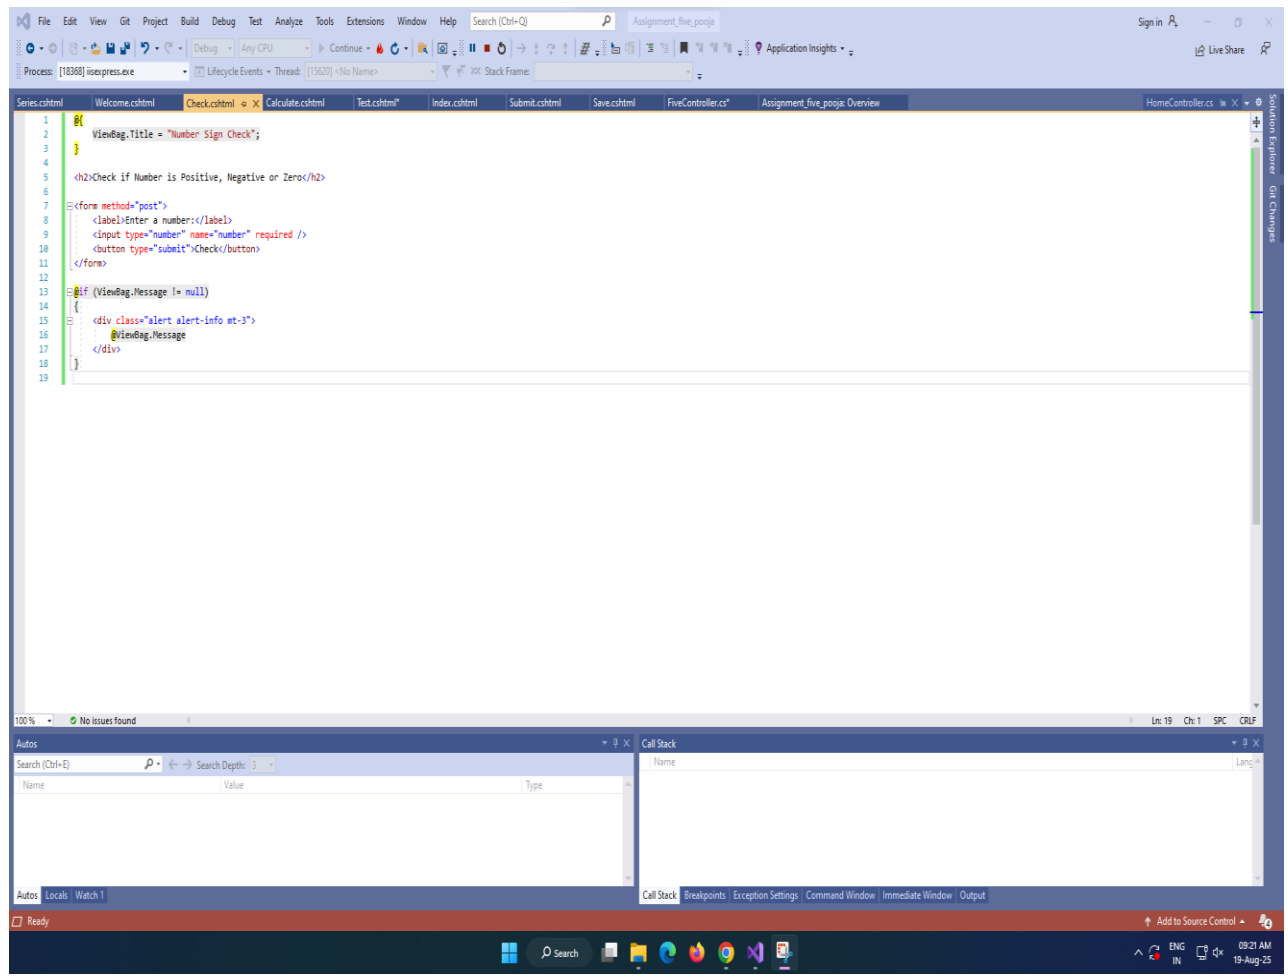 File Edit View Git Project Build Debug Test Analyze Tools Extensions Window Help Search (Ctrl+Q) Assignment_five_pooja Sign in
Debug Any CPU Continue Application Insights Live Share
Process: [18368] iisexpress.exe Lifecycle Events Thread: [15620] <No Name> Stack Frame:
Series.cshtml Welcome.cshtml Check.cshtml Calculate.cshtml Test.cshtml* Index.cshtml Submit.cshtml Save.cshtml FiveController.cs* Assignment_five_pooja: Overview HomeController.cs
1 @{
2 ViewBag.Title = "Number Sign Check";
3 }
4
5 <h2>Check if Number is Positive, Negative or Zero</h2>
6
7 <form method="post">
8 <label>Enter a number:</label>
9 <input type="number" name="number" required />
10 <button type="submit">Check</button>
11 </form>
12
13 @if (ViewBag.Message != null)
14 {
15 <div class="alert alert-info mt-3">
16 @ViewBag.Message
17 </div>
18 }
19
Solution Explorer
Git Changes
100 % No issues found Ln: 19 Ch: 1 SPC CRLF
Autos
Search (Ctrl+E) Search Depth: 3
Name Value Type
Call Stack
Name Lang
Autos Locals Watch 1
Call Stack Breakpoints Exception Settings Command Window Immediate Window Output
Ready Add to Source Control
Search
ENG
IN
09:21 AM
19-Aug-25